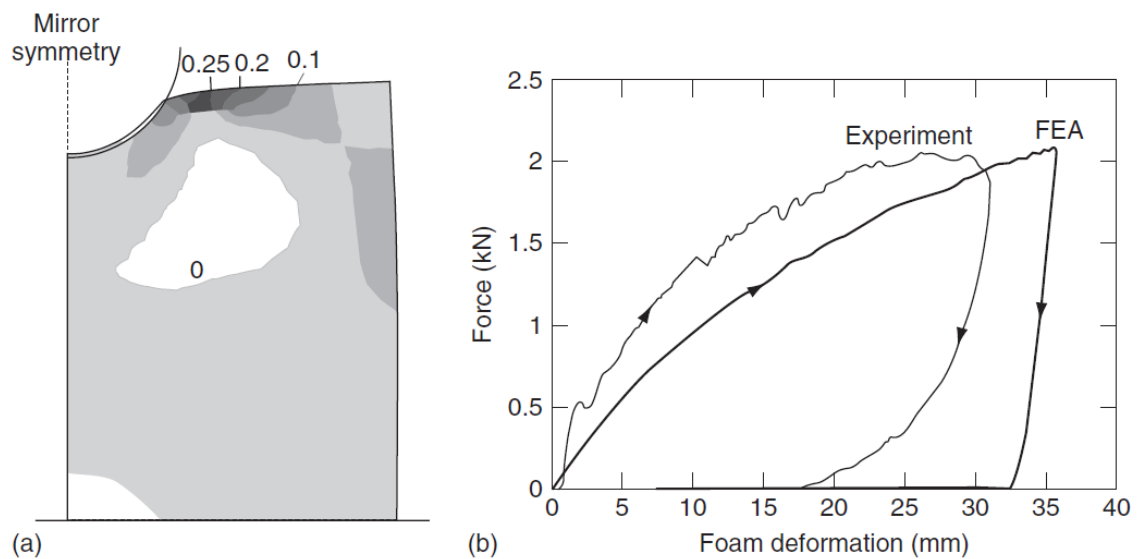 Mirror
symmetry
0.25 0.2 0.1
0
(a)
2.5
2
1.5
1
0.5
0
Force (kN)
Experiment
FEA
0 5 10 15 20 25 30 35 40
(b)
Foam deformation (mm)